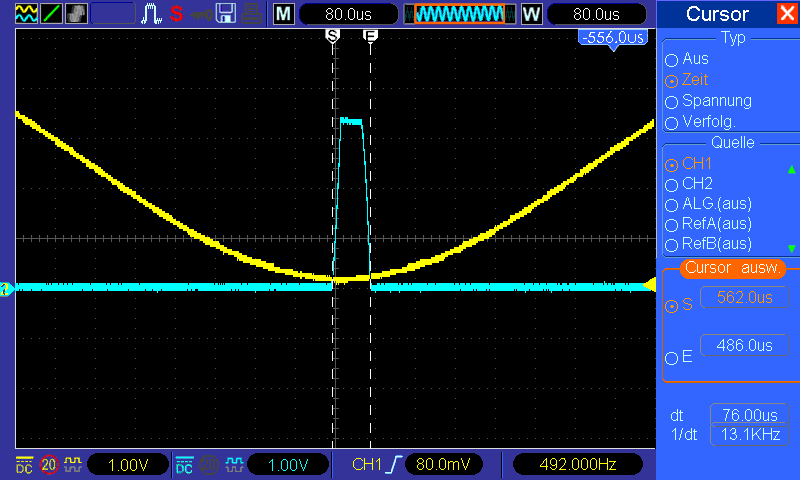 S M 80.0us W 80.0us
Cursor
S E -556.0us
Typ
Aus
Zeit
Spannung
Verfolg.
Quelle
CH1
CH2
ALG.(aus)
RefA(aus)
RefB(aus)
Cursor ausw.
S 562.0us
E 486.0us
dt 76.00us
1/dt 13.1KHz
DC 20 1.00V DC 20 1.00V CH1 80.0mV 492.000Hz